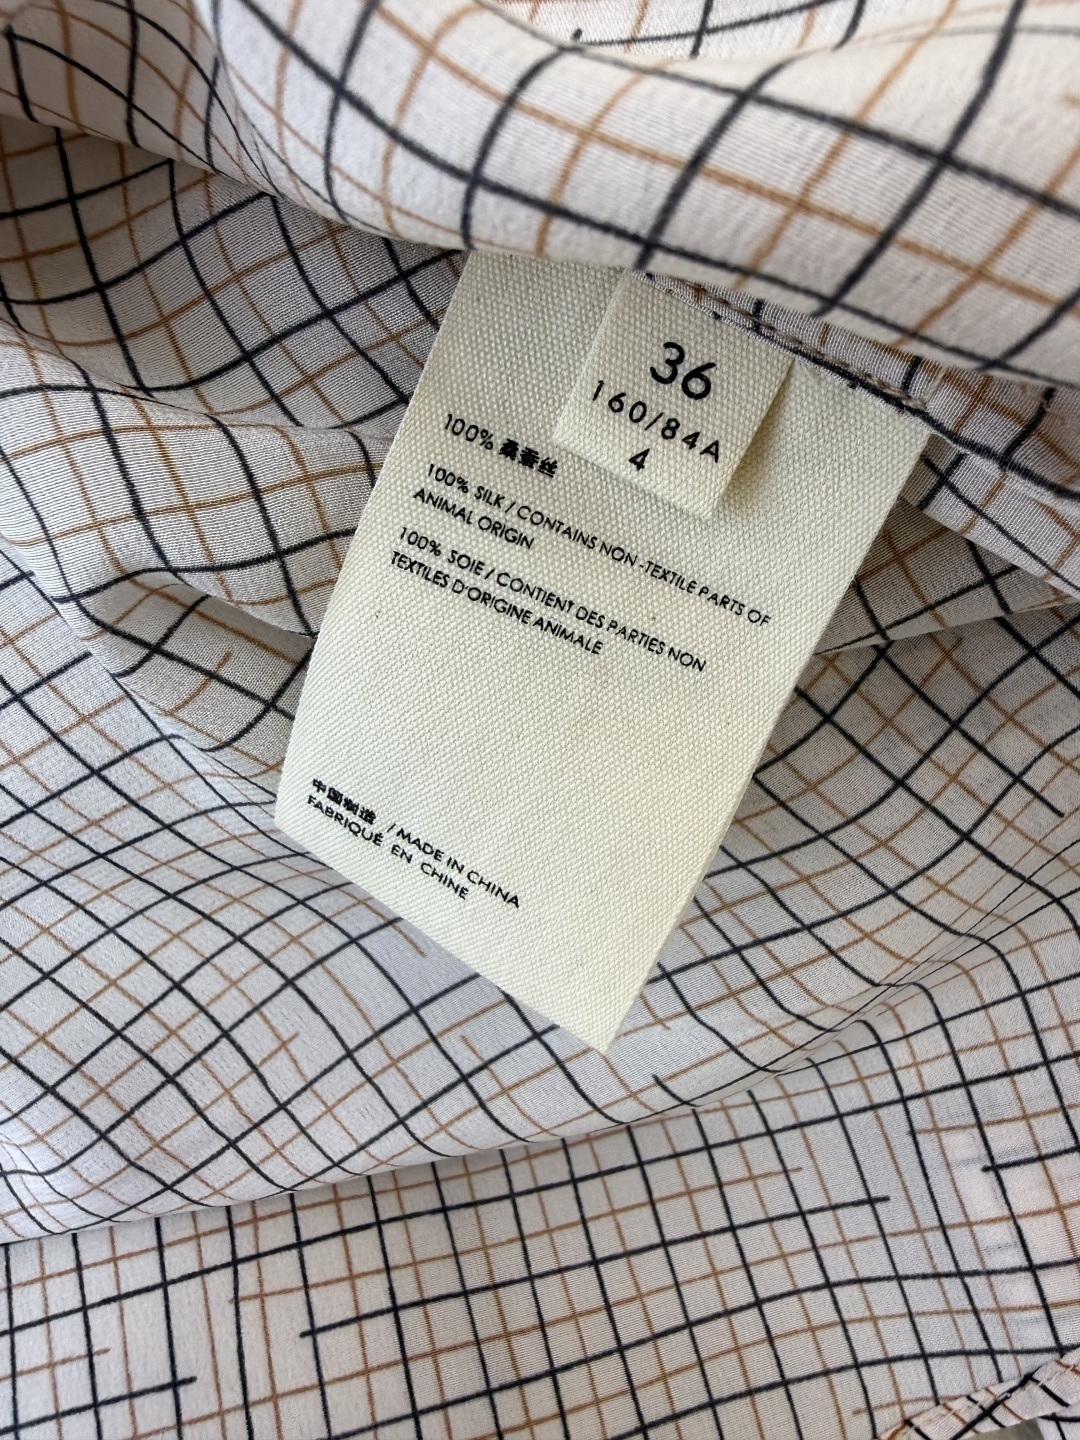 36
160/84A
4
100% 桑蚕丝
100% SILK / CONTAINS NON-TEXTILE PARTS OF
ANIMAL ORIGIN
100% SOIE / CONTIENT DES PARTIES NON
TEXTILES D'ORIGINE ANIMALE
中国制造 / MADE IN CHINA
FABRIQUÉ EN CHINE